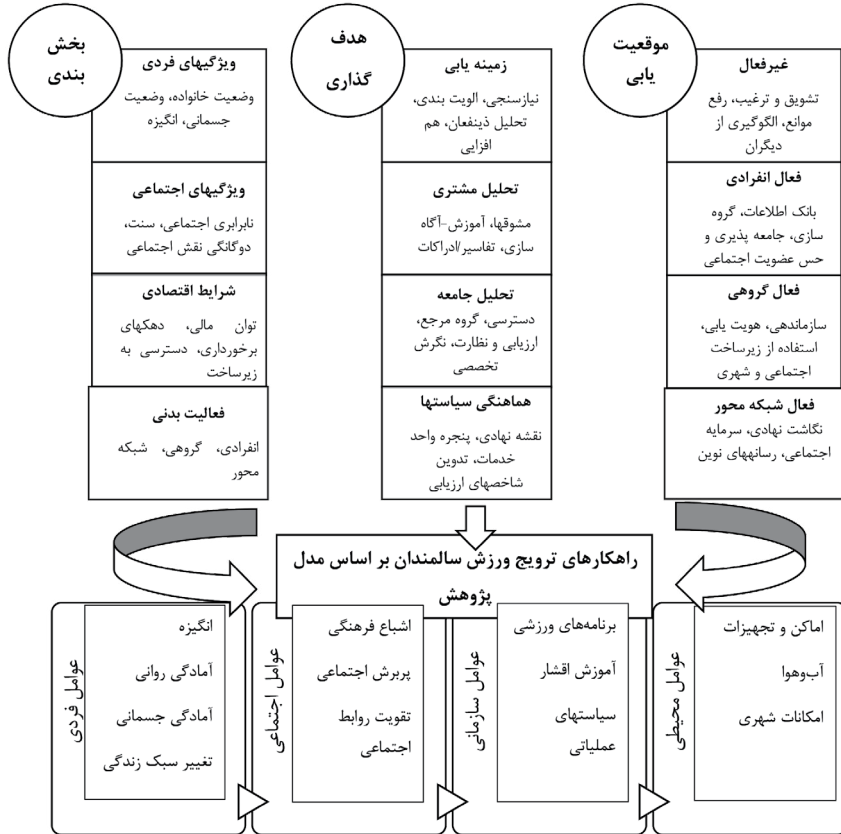 موقعیت
یابی
غیرفعال
تشویق و ترغیب، رفع
موانع، الگوگیری از
دیگران
فعال انفرادی
بانک اطلاعات، گروه
سازی، جامعه پذیری و
حس عضویت اجتماعی
فعال گروهی
سازماندهی، هویت یابی،
استفاده از زیرساخت
اجتماعی و شهری
فعال شبکه محور
نگاشت نهادی، سرمایه
اجتماعی، رسانههای نوین
هدف
گذاری
زمینه یابی
نیازسنجی، الویت بندی،
تحلیل ذینفعان، هم
افزایی
تحلیل مشتری
مشوقها، آموزش-آگاه
سازی، تفاسیر/ادراکات
تحلیل جامعه
دسترسی، گروه مرجع،
ارزیابی و نظارت، نگرش
تخصصی
هماهنگی سیاستها
نقشه نهادی، پنجره واحد
خدمات، تدوین
شاخصهای ارزیابی
بخش
بندی
ویژگیهای فردی
وضعیت خانواده، وضعیت
جسمانی، انگیزه
ویژگیهای اجتماعی
نابرابری اجتماعی، سنت،
دوگانگی نقش اجتماعی
شرایط اقتصادی
توان مالی، دهکهای
برخورداری، دسترسی به
زیرساخت
فعالیت بدنی
انفرادی، گروهی، شبکه
محور
راهکارهای ترویج ورزش سالمندان بر اساس مدل
پژوهش
عوامل محیطی
اماکن و تجهیزات
آب‌وهوا
امکانات شهری
عوامل سازمانی
برنامه‌های ورزشی
آموزش اقشار
سیاستهای
عملیاتی
عوامل اجتماعی
اشباع فرهنگی
پربرش اجتماعی
تقویت روابط
اجتماعی
عوامل فردی
انگیزه
آمادگی روانی
آمادگی جسمانی
تغییر سبک زندگی